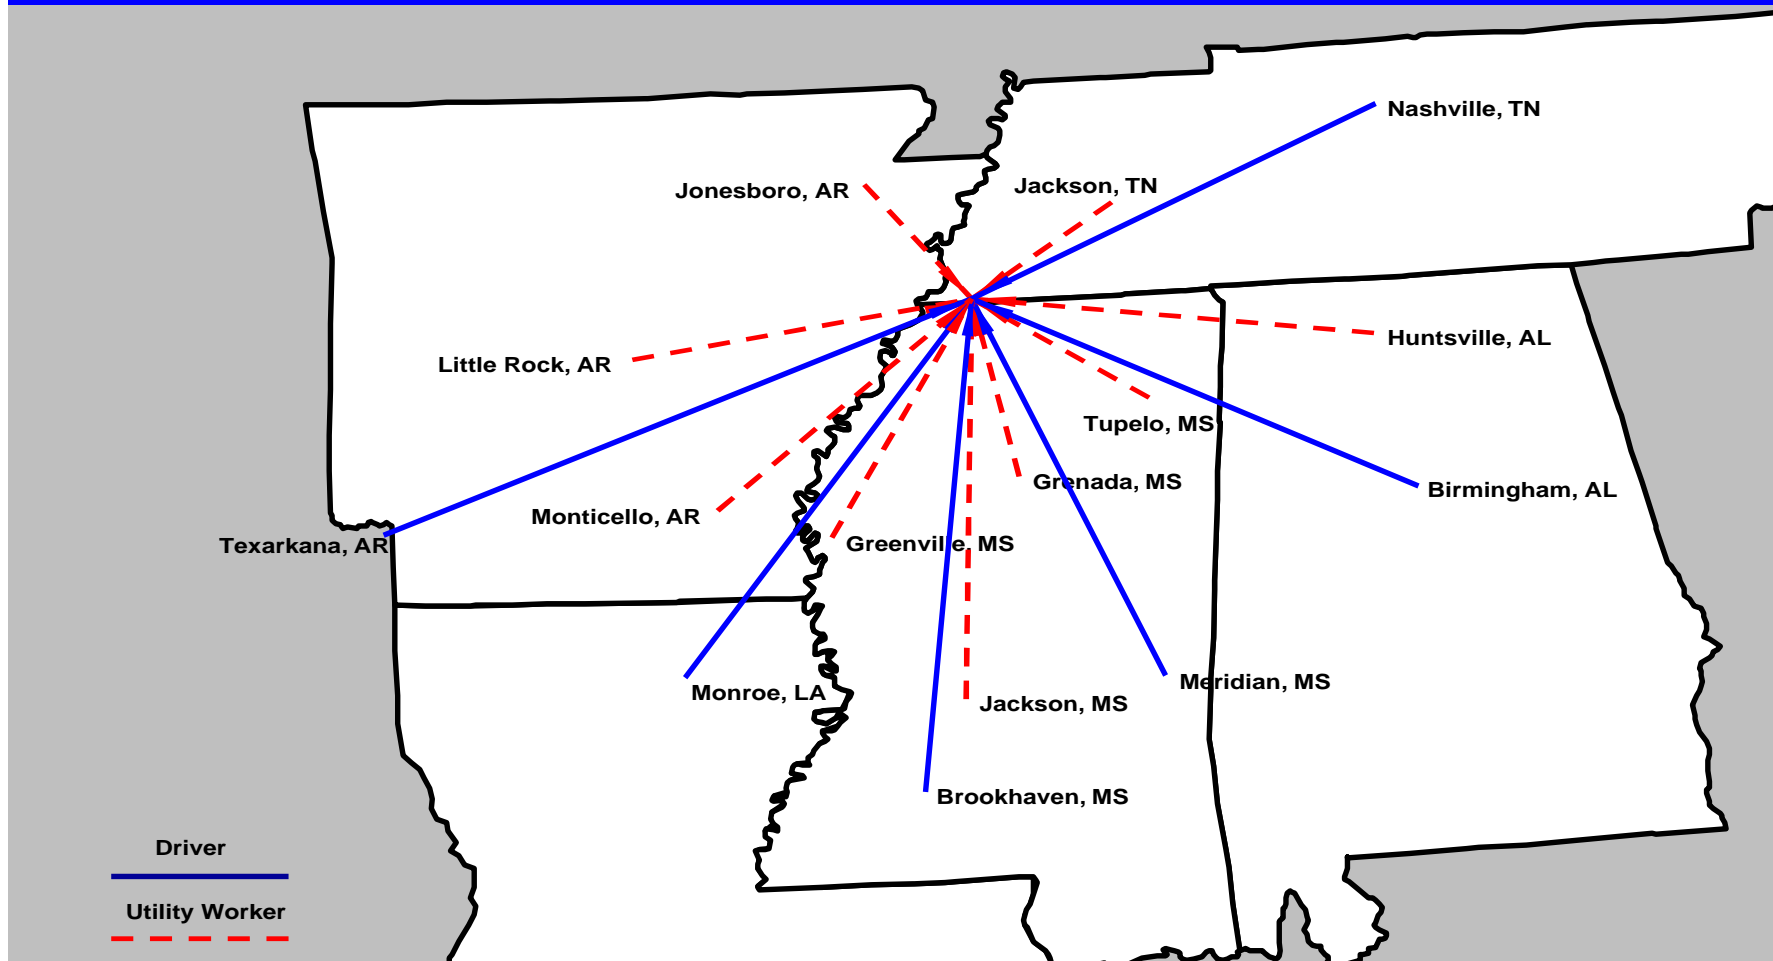 Nashville, TN
Jonesboro, AR
Jackson, TN
Huntsville, AL
Little Rock, AR
Tupelo, MS
Grenada, MS
Birmingham, AL
Monticello, AR
Texarkana, AR
Greenville, MS
Meridian, MS
Monroe, LA
Jackson, MS
Brookhaven, MS
Driver
Utility Worker